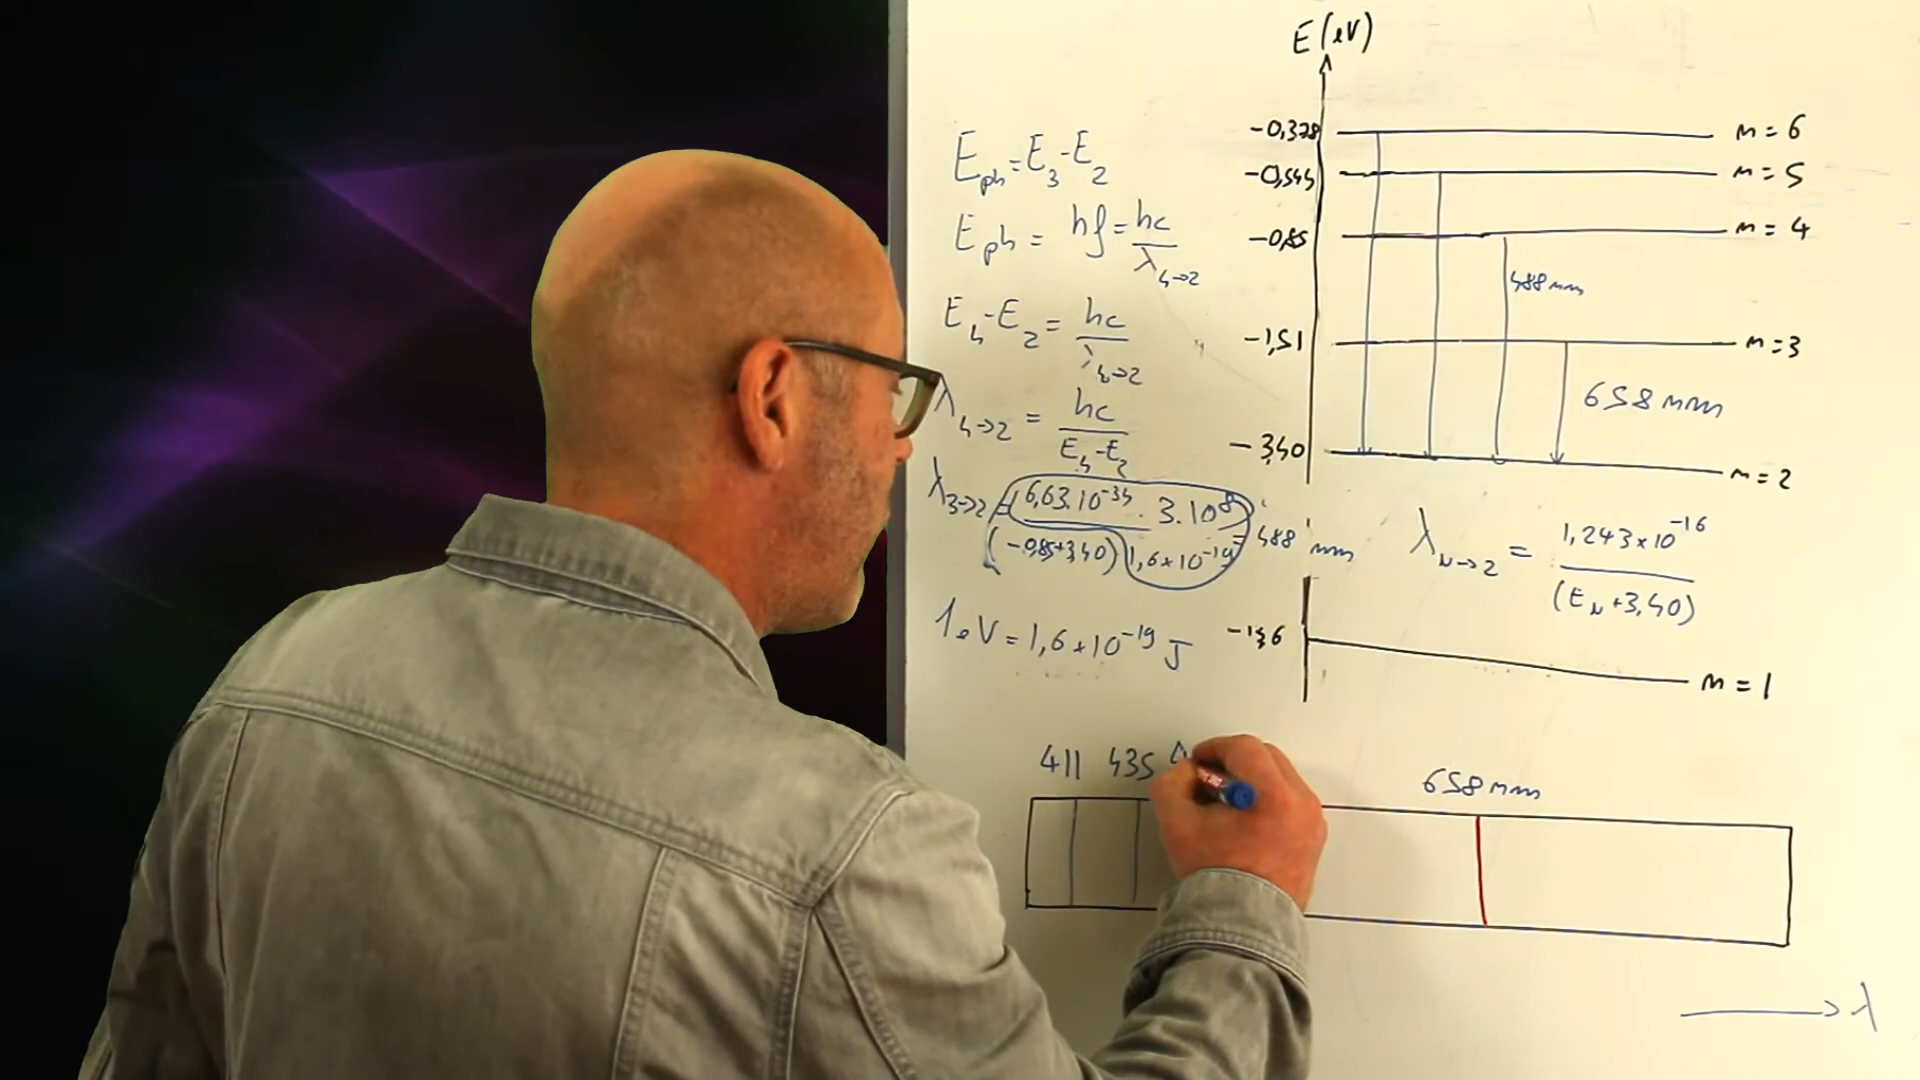 E (eV)
-0,378 n = 6
-0,544 n = 5
-0,85 n = 4
488 nm
-1,51 n = 3
658 nm
-3,40 n = 2
-13,6 n = 1
E_ph = E_3 - E_2
E_ph = hf = hc / λ_4→2
E_4 - E_2 = hc / λ_4→2
λ_4→2 = hc / E_4 - E_2
λ_3→2 = 6,63.10^-34 . 3.10^8 / (-0,85+3,40) 1,6×10^-19 = 488 nm
1 eV = 1,6×10^-19 J
λ_N→2 = 1,243×10^-16 / (E_N + 3,40)
411 435 4
658 nm
→ λ